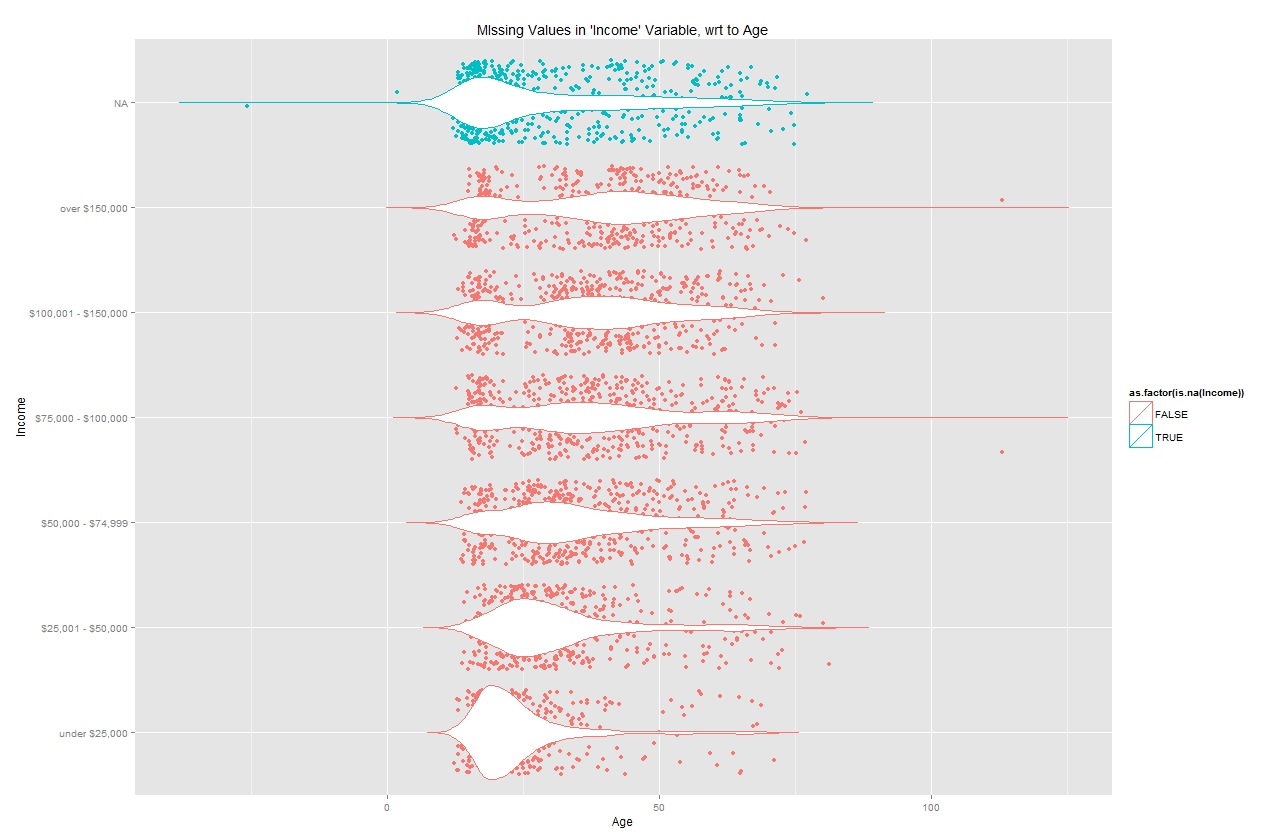 MIssing Values in 'Income' Variable, wrt to Age
NA
over $150,000
$100,001 - $150,000
$75,000 - $100,000
$50,000 - $74,999
$25,001 - $50,000
under $25,000
Income
0
50
100
Age
as.factor(is.na(Income))
FALSE
TRUE